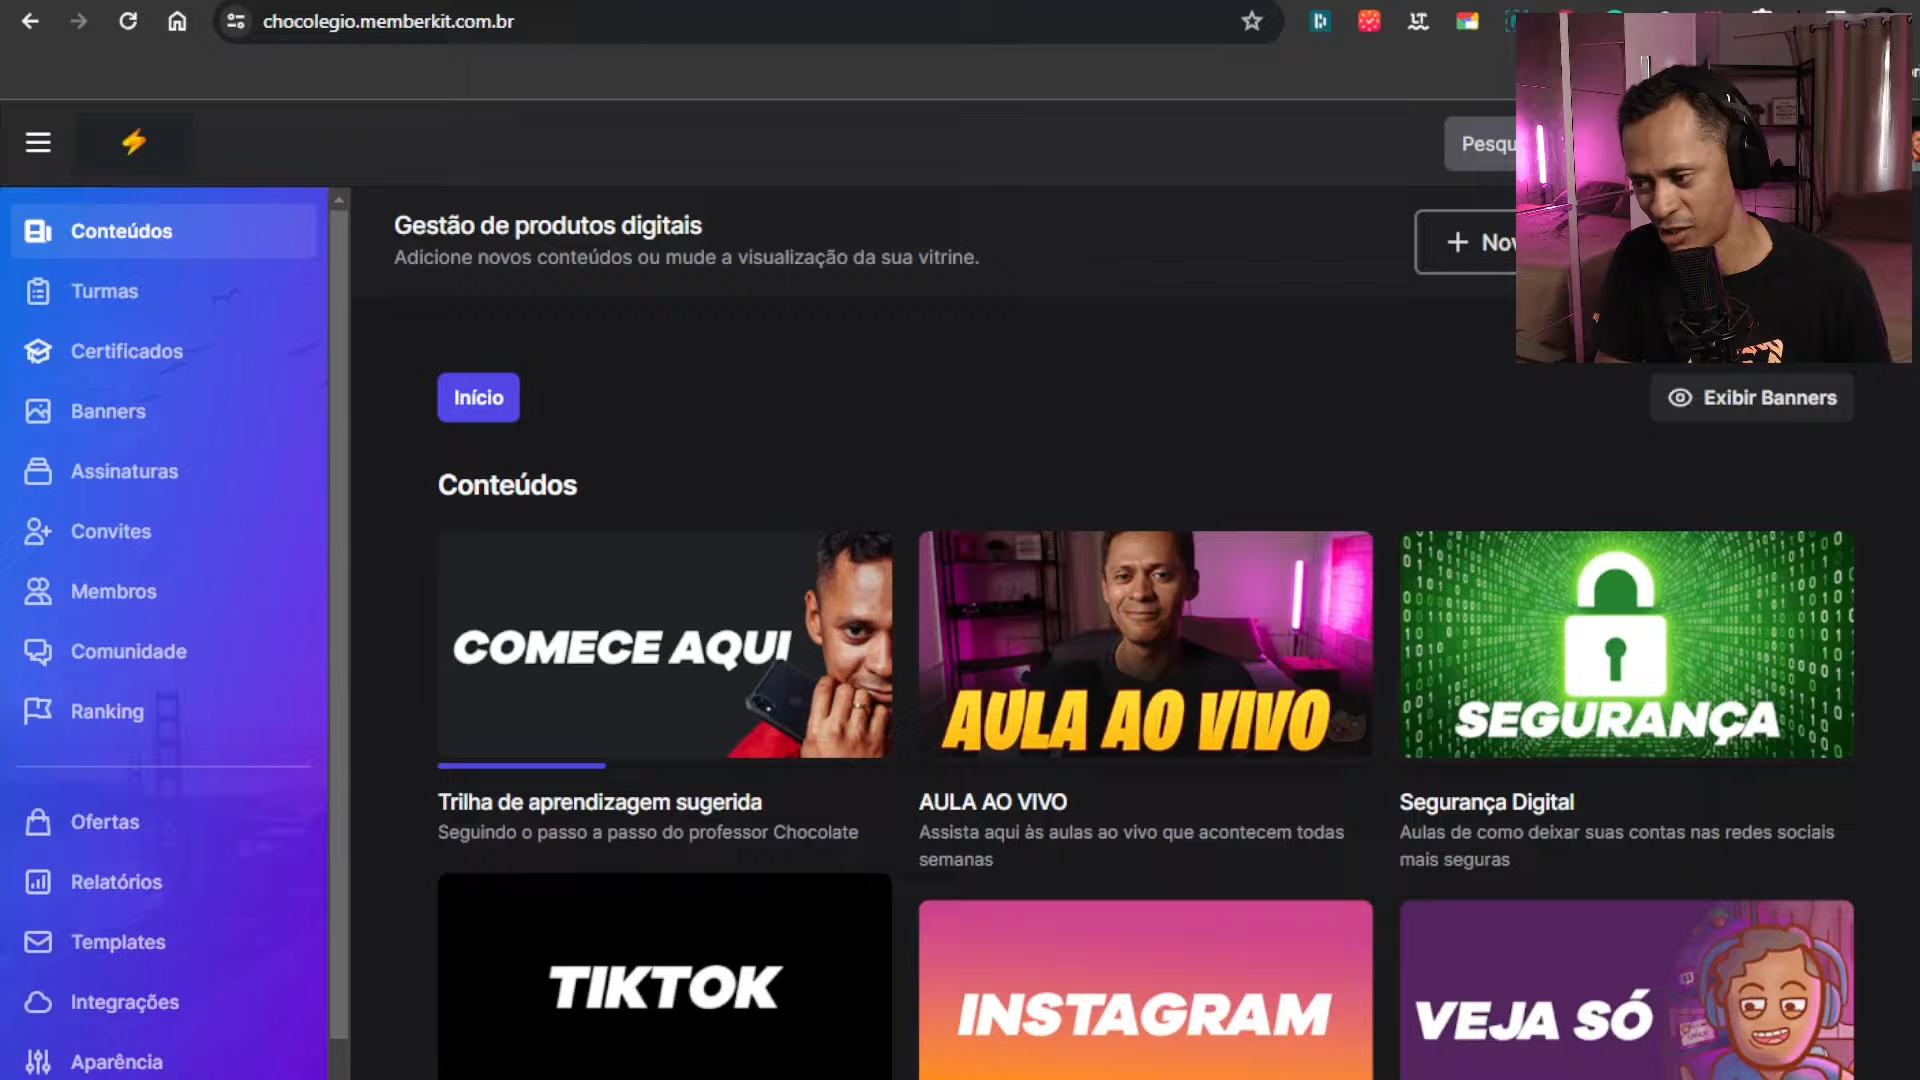 chocolegio.memberkit.com.br
Pesqu
Conteúdos
Turmas
Certificados
Banners
Assinaturas
Convites
Membros
Comunidade
Ranking
Ofertas
Relatórios
Templates
Integrações
Aparência
Gestão de produtos digitais
Adicione novos conteúdos ou mude a visualização da sua vitrine.
+ Nov
Início
Exibir Banners
Conteúdos
COMECE AQUI
Trilha de aprendizagem sugerida
Seguindo o passo a passo do professor Chocolate
AULA AO VIVO
AULA AO VIVO
Assista aqui às aulas ao vivo que acontecem todas
semanas
SEGURANÇA
Segurança Digital
Aulas de como deixar suas contas nas redes sociais
mais seguras
TIKTOK
INSTAGRAM
VEJA SÓ